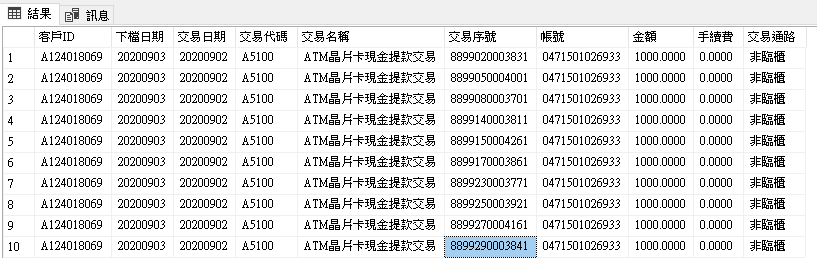 結果 訊息
客戶ID 下檔日期 交易日期 交易代碼 交易名稱 交易序號 帳號 金額 手續費 交易通路
1 A124018069 20200903 20200902 A5100 ATM晶片卡現金提款交易 8899020003831 0471501026933 1000.0000 0.0000 非臨櫃
2 A124018069 20200903 20200902 A5100 ATM晶片卡現金提款交易 8899050004001 0471501026933 1000.0000 0.0000 非臨櫃
3 A124018069 20200903 20200902 A5100 ATM晶片卡現金提款交易 8899080003701 0471501026933 1000.0000 0.0000 非臨櫃
4 A124018069 20200903 20200902 A5100 ATM晶片卡現金提款交易 8899140003811 0471501026933 1000.0000 0.0000 非臨櫃
5 A124018069 20200903 20200902 A5100 ATM晶片卡現金提款交易 8899150004261 0471501026933 1000.0000 0.0000 非臨櫃
6 A124018069 20200903 20200902 A5100 ATM晶片卡現金提款交易 8899170003861 0471501026933 1000.0000 0.0000 非臨櫃
7 A124018069 20200903 20200902 A5100 ATM晶片卡現金提款交易 8899230003771 0471501026933 1000.0000 0.0000 非臨櫃
8 A124018069 20200903 20200902 A5100 ATM晶片卡現金提款交易 8899250003921 0471501026933 1000.0000 0.0000 非臨櫃
9 A124018069 20200903 20200902 A5100 ATM晶片卡現金提款交易 8899270004161 0471501026933 1000.0000 0.0000 非臨櫃
10 A124018069 20200903 20200902 A5100 ATM晶片卡現金提款交易 8899290003841 0471501026933 1000.0000 0.0000 非臨櫃